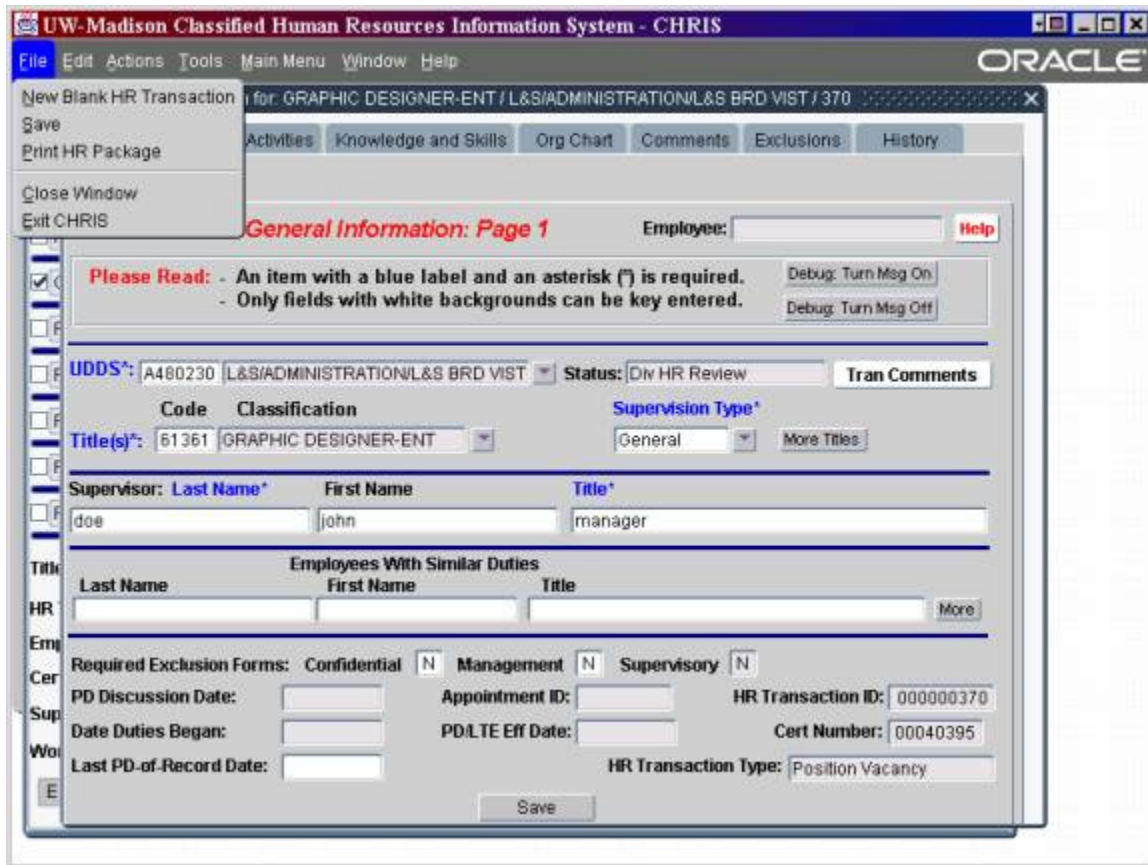 UW-Madison Classified Human Resources Information System - CHRIS
File Edit Actions Tools Main Menu Window Help
ORACLE
New Blank HR Transaction
Save
Print HR Package
Close Window
Exit CHRIS
for: GRAPHIC DESIGNER-ENT / L&S/ADMINISTRATION/L&S BRD VIST / 370
Activities Knowledge and Skills Org Chart Comments Exclusions History
General Information: Page 1 Employee: Help
Please Read: - An item with a blue label and an asterisk (*) is required.
- Only fields with white backgrounds can be key entered.
Debug: Turn Msg On
Debug: Turn Msg Off
UDDS*: A480230 L&S/ADMINISTRATION/L&S BRD VIST Status: Div HR Review Tran Comments
Code Classification Supervision Type*
Title(s)*: 61361 GRAPHIC DESIGNER-ENT General More Titles
Supervisor: Last Name* First Name Title*
doe john manager
Employees With Similar Duties
Last Name First Name Title
More
Required Exclusion Forms: Confidential N Management N Supervisory N
PD Discussion Date: Appointment ID: HR Transaction ID: 000000370
Date Duties Began: PD/LTE Eff Date: Cert Number: 00040395
Last PD-of-Record Date: HR Transaction Type: Position Vacancy
Save
HR
Sup
E